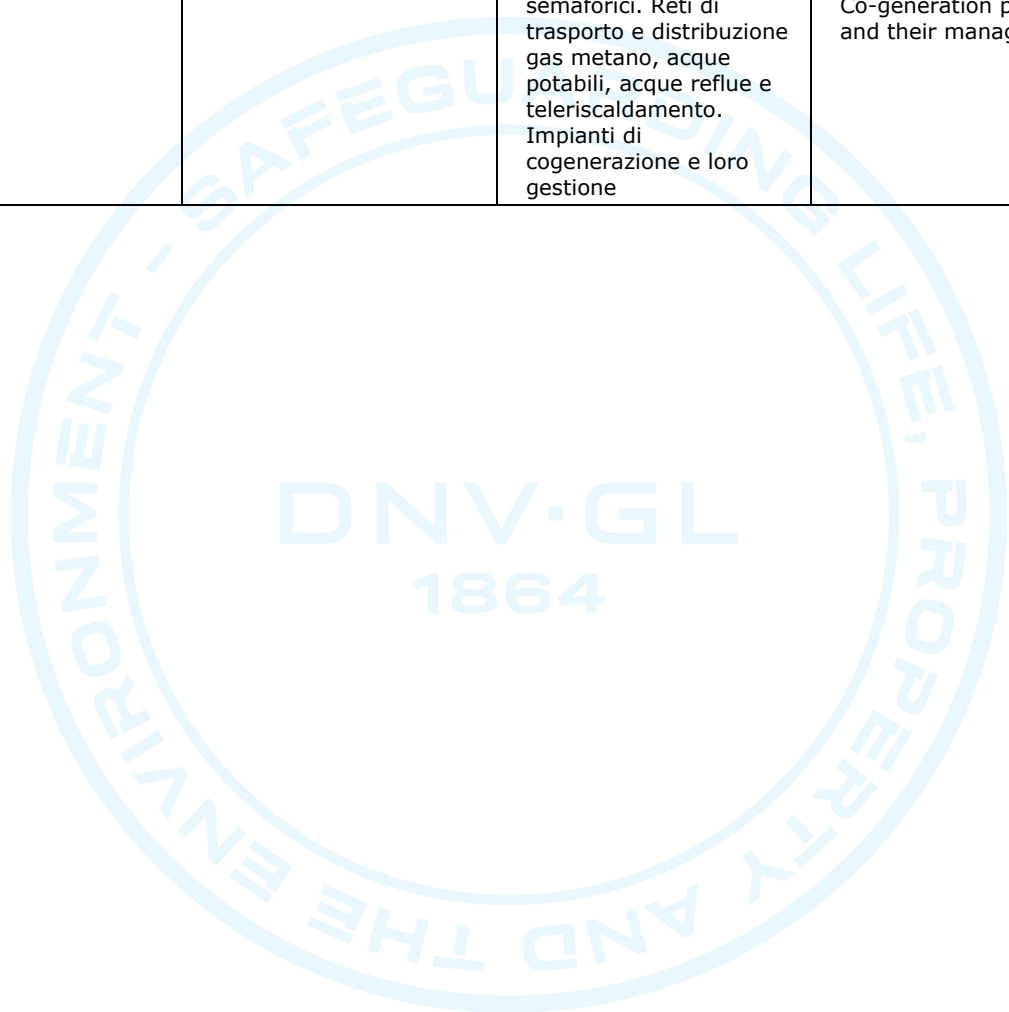 semaforici. Reti di
trasporto e distribuzione
gas metano, acque
potabili, acque reflue e
teleriscaldamento.
Impianti di
cogenerazione e loro
gestione
Co-generation
and their
SAFEGUARDING LIFE, PROPERTY AND THE ENVIRONMENT -
DNV·GL
1864